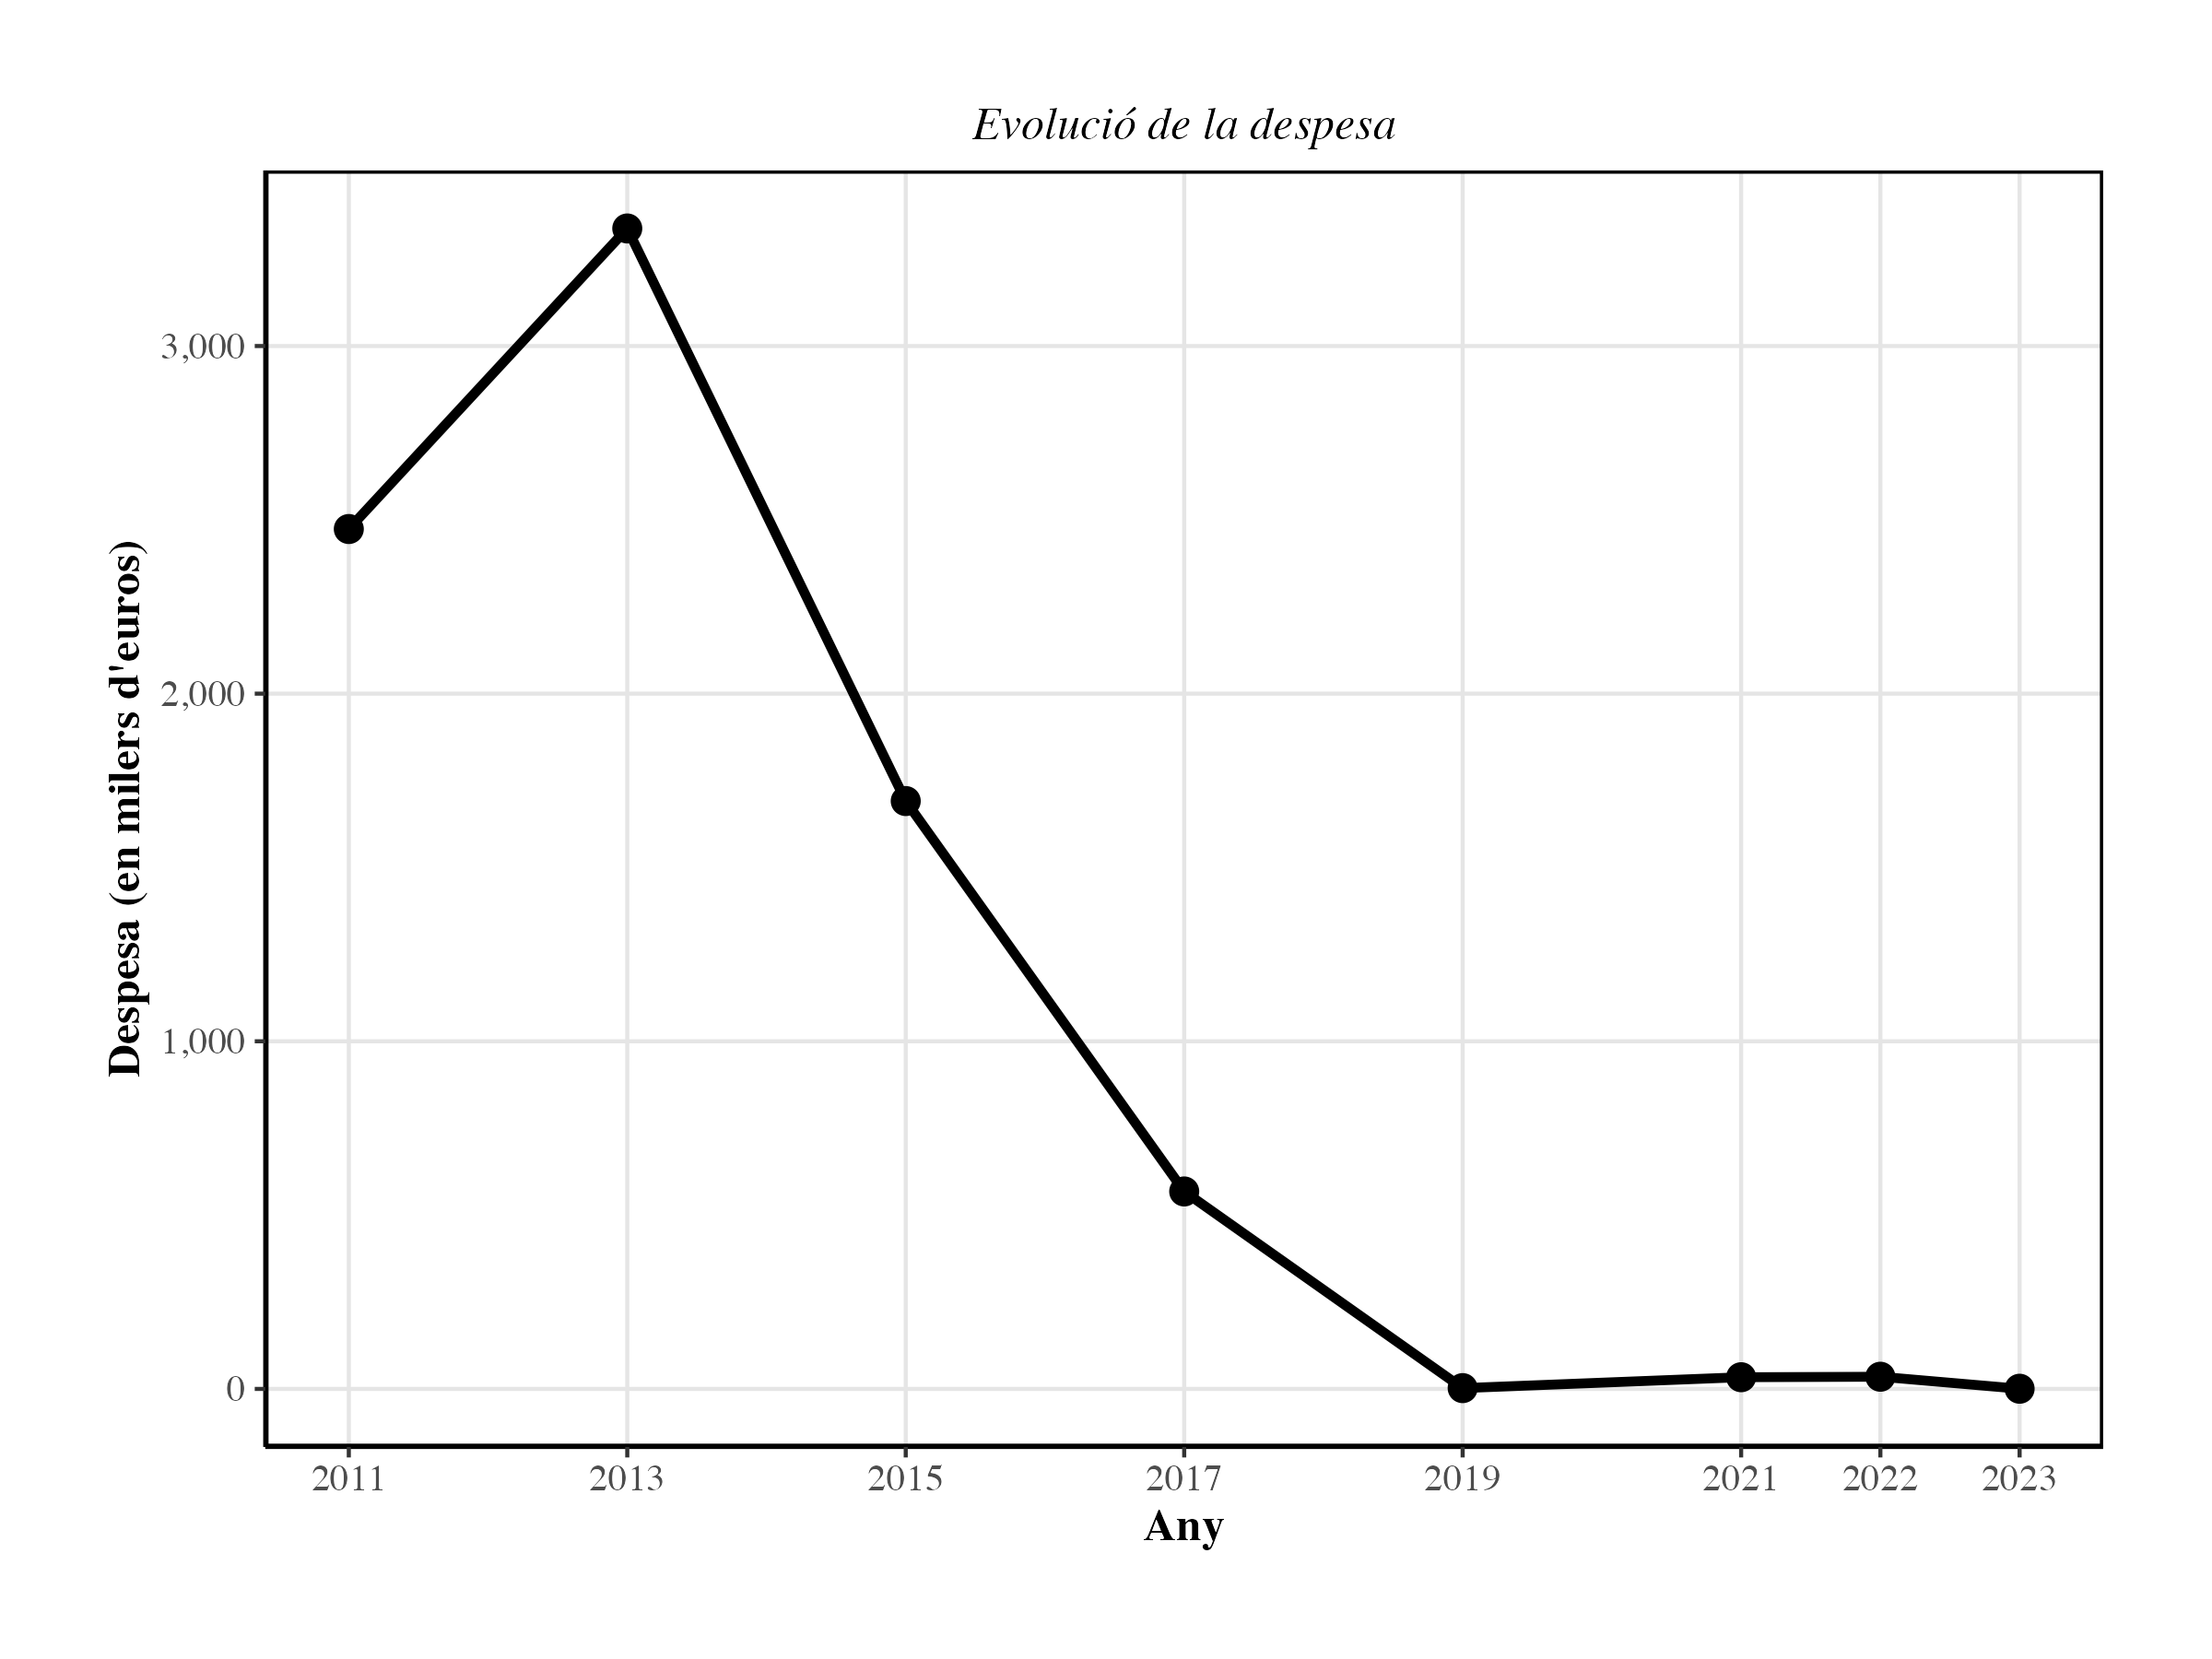 Evolució de la despesa
Despesa (en milers d'euros)
3,000
2,000
1,000
0
2011 2013 2015 2017 2019 2021 2022 2023
Any